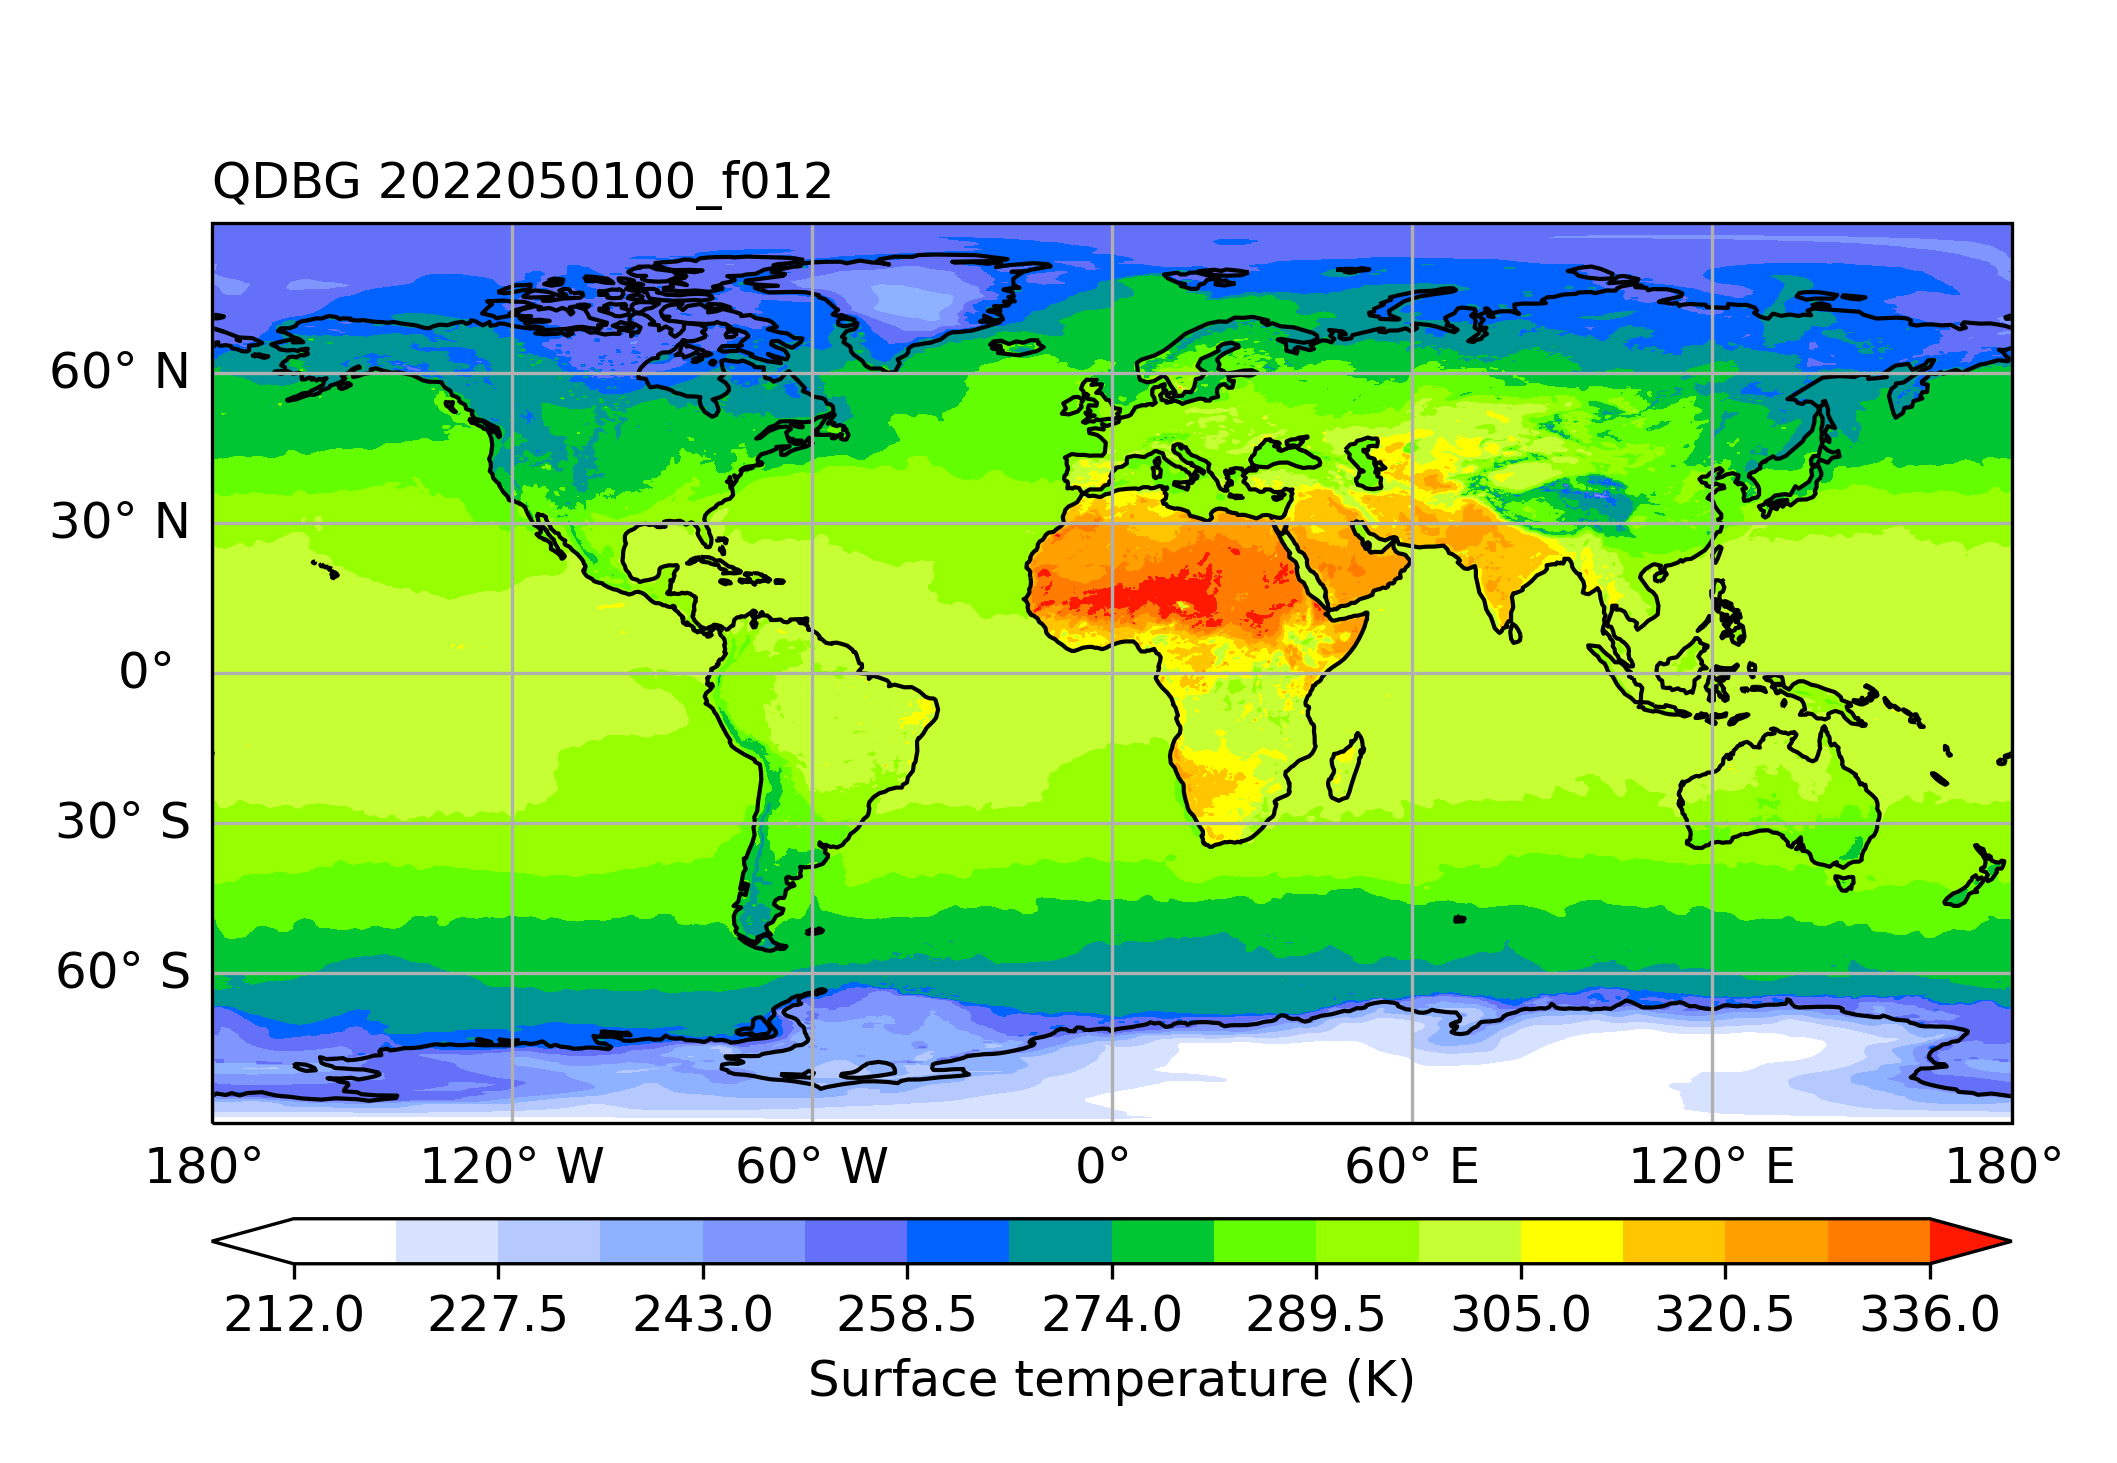 QDBG 2022050100_f012
60° N
30° N
0°
30° S
60° S
180° 120° W 60° W 0° 60° E 120° E 180°
212.0 227.5 243.0 258.5 274.0 289.5 305.0 320.5 336.0
Surface temperature (K)